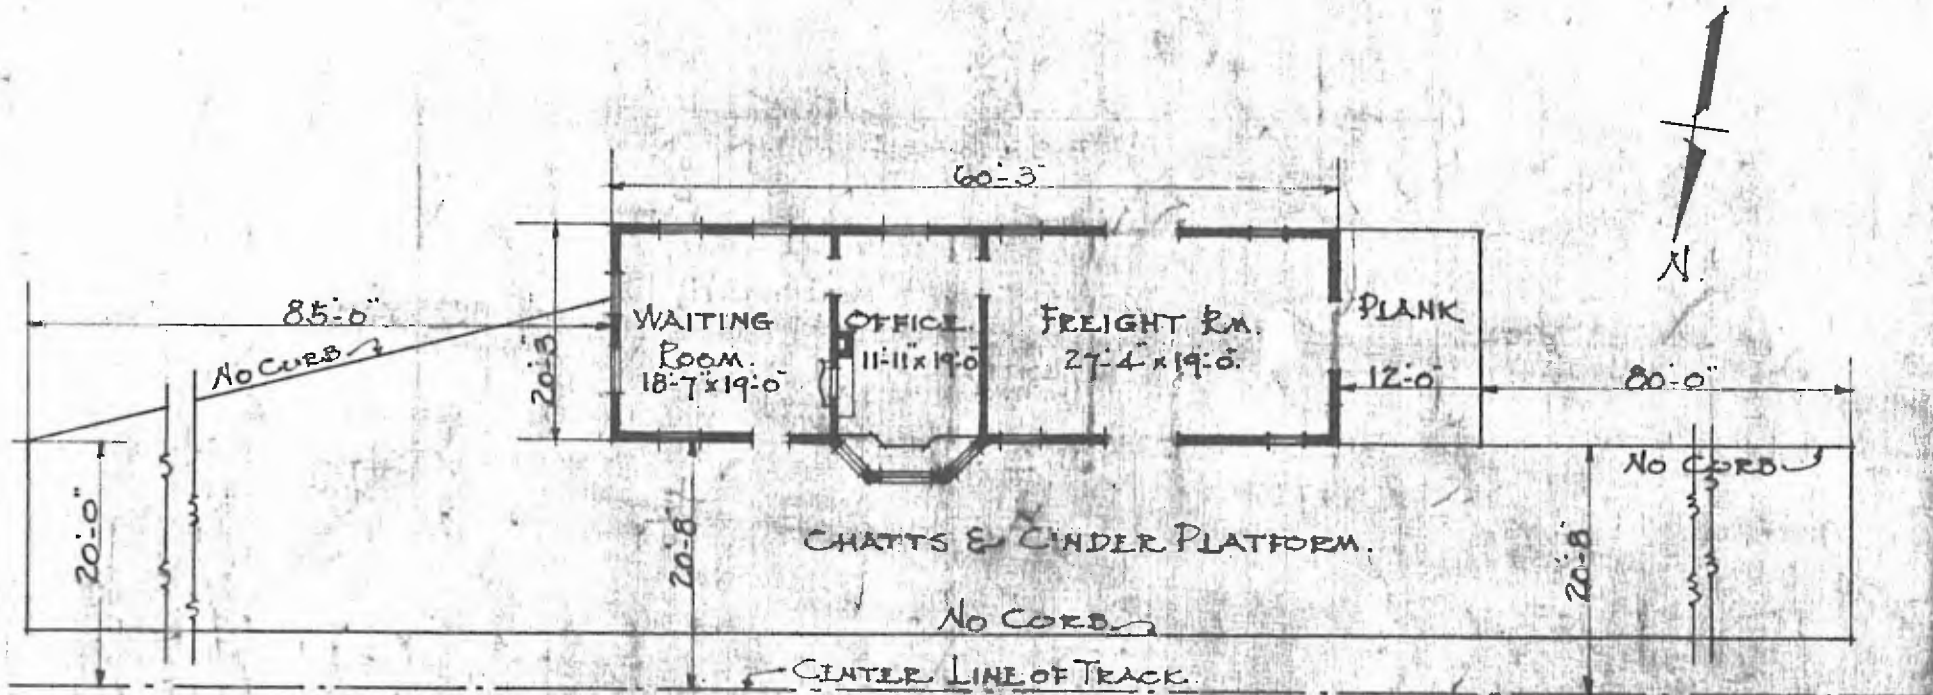 60'-3"
N.
85'-0"
NO CURB
20'-3"
WAITING
ROOM.
18'-7"x19'-0"
OFFICE.
11'-11"x19'-0"
FREIGHT RM.
27'-4"x19'-0".
PLANK
12'-0"
80'-0"
NO CURB
20'-0"
20'-8"
CHATTS & CINDER PLATFORM.
20'-8"
NO CURB
CENTER LINE OF TRACK